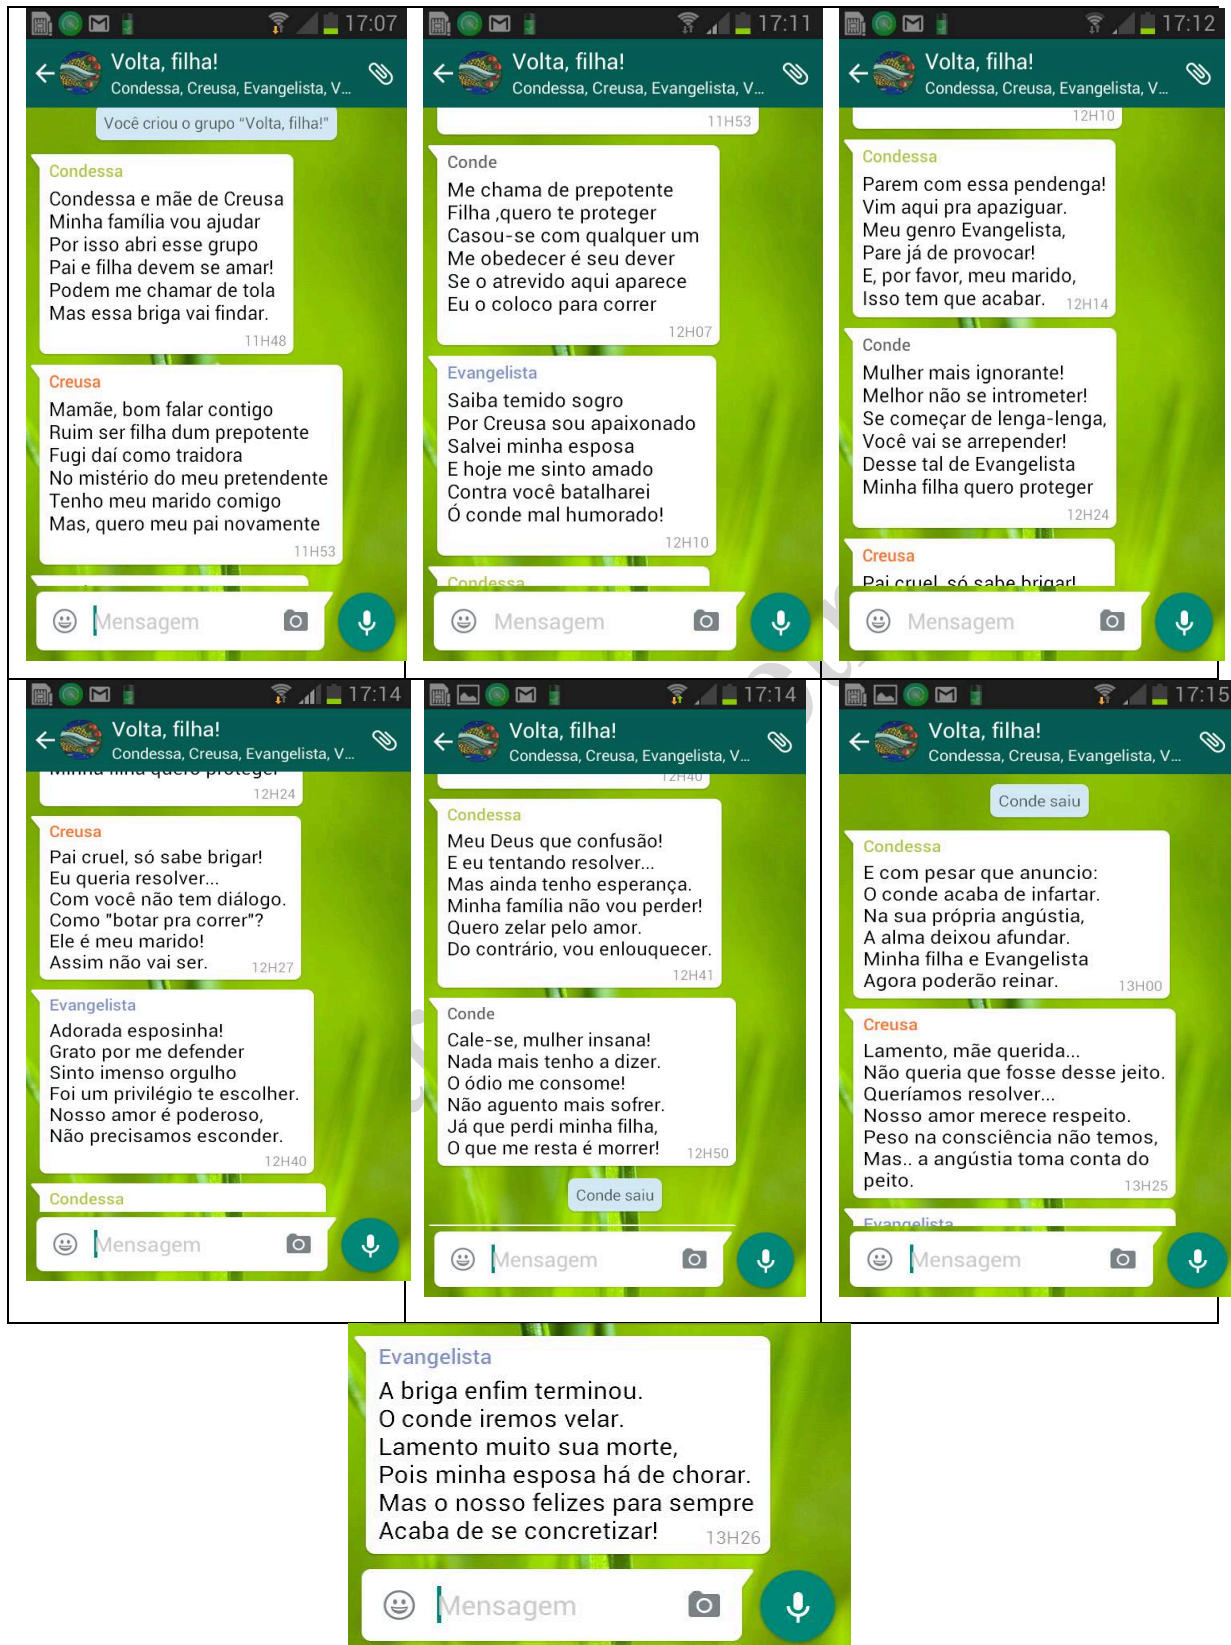 17:07
Volta, filha!
Condessa, Creusa, Evangelista, V...
Você criou o grupo “Volta, filha!”
Condessa
Condessa e mãe de Creusa
Minha família vou ajudar
Por isso abri esse grupo
Pai e filha devem se amar!
Podem me chamar de tola
Mas essa briga vai findar.
11H48
Creusa
Mamãe, bom falar contigo
Ruim ser filha dum prepotente
Fugi daí como traidora
No mistério do meu pretendente
Tenho meu marido comigo
Mas, quero meu pai novamente
11H53
Mensagem
17:11
Volta, filha!
Condessa, Creusa, Evangelista, V...
11H53
Conde
Me chama de prepotente
Filha ,quero te proteger
Casou-se com qualquer um
Me obedecer é seu dever
Se o atrevido aqui aparece
Eu o coloco para correr
12H07
Evangelista
Saiba temido sogro
Por Creusa sou apaixonado
Salvei minha esposa
E hoje me sinto amado
Contra você batalharei
Ó conde mal humorado!
12H10
Condessa
Mensagem
17:12
Volta, filha!
Condessa, Creusa, Evangelista, V...
12H10
Condessa
Parem com essa pendenga!
Vim aqui pra apaziguar.
Meu genro Evangelista,
Pare já de provocar!
E, por favor, meu marido,
Isso tem que acabar.
12H14
Conde
Mulher mais ignorante!
Melhor não se intrometer!
Se começar de lenga-lenga,
Você vai se arrepender!
Desse tal de Evangelista
Minha filha quero proteger
12H24
Creusa
Pai cruel, só sabe brigar!
Mensagem
17:14
Volta, filha!
Condessa, Creusa, Evangelista, V...
Minha filha quero proteger
12H24
Creusa
Pai cruel, só sabe brigar!
Eu queria resolver...
Com você não tem diálogo.
Como "botar pra correr"?
Ele é meu marido!
Assim não vai ser.
12H27
Evangelista
Adorada esposinha!
Grato por me defender
Sinto imenso orgulho
Foi um privilégio te escolher.
Nosso amor é poderoso,
Não precisamos esconder.
12H40
Condessa
Mensagem
17:14
Volta, filha!
Condessa, Creusa, Evangelista, V...
12H40
Condessa
Meu Deus que confusão!
E eu tentando resolver...
Mas ainda tenho esperança.
Minha família não vou perder!
Quero zelar pelo amor.
Do contrário, vou enlouquecer.
12H41
Conde
Cale-se, mulher insana!
Nada mais tenho a dizer.
O ódio me consome!
Não aguento mais sofrer.
Já que perdi minha filha,
O que me resta é morrer!
12H50
Conde saiu
Mensagem
17:15
Volta, filha!
Condessa, Creusa, Evangelista, V...
Conde saiu
Condessa
E com pesar que anuncio:
O conde acaba de infartar.
Na sua própria angústia,
A alma deixou afundar.
Minha filha e Evangelista
Agora poderão reinar.
13H00
Creusa
Lamento, mãe querida...
Não queria que fosse desse jeito.
Queríamos resolver...
Nosso amor merece respeito.
Peso na consciência não temos,
Mas.. a angústia toma conta do
peito.
13H25
Evangelista
Mensagem
Evangelista
A briga enfim terminou.
O conde iremos velar.
Lamento muito sua morte,
Pois minha esposa há de chorar.
Mas o nosso felizes para sempre
Acaba de se concretizar!
13H26
Mensagem